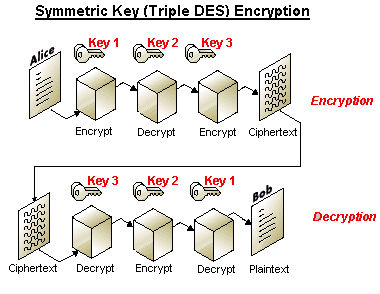 Symmetric Key (Triple DES) Encryption
Key 1 Key 2 Key 3
Alice
Encryption
Encrypt Decrypt Encrypt Ciphertext
Key 3 Key 2 Key 1
Bob
Decryption
Ciphertext Decrypt Encrypt Decrypt Plaintext